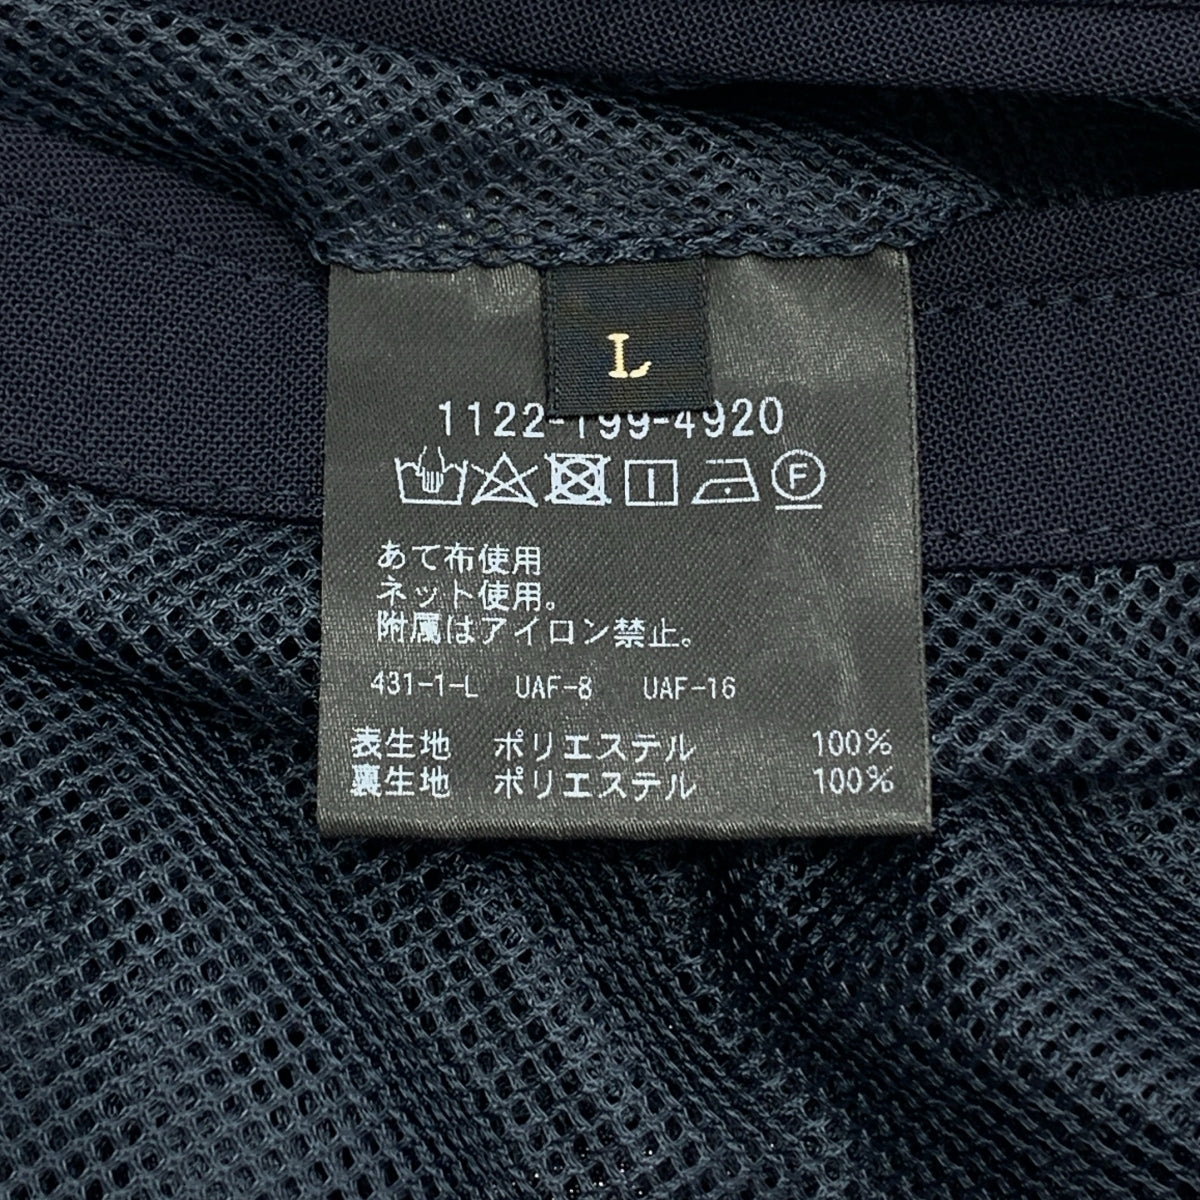 L
1122-199-4920
F
あて布使用
ネット使用。
附属はアイロン禁止。
431-1-L UAF-8 UAF-16
表生地 ポリエステル 100%
裏生地 ポリエステル 100%